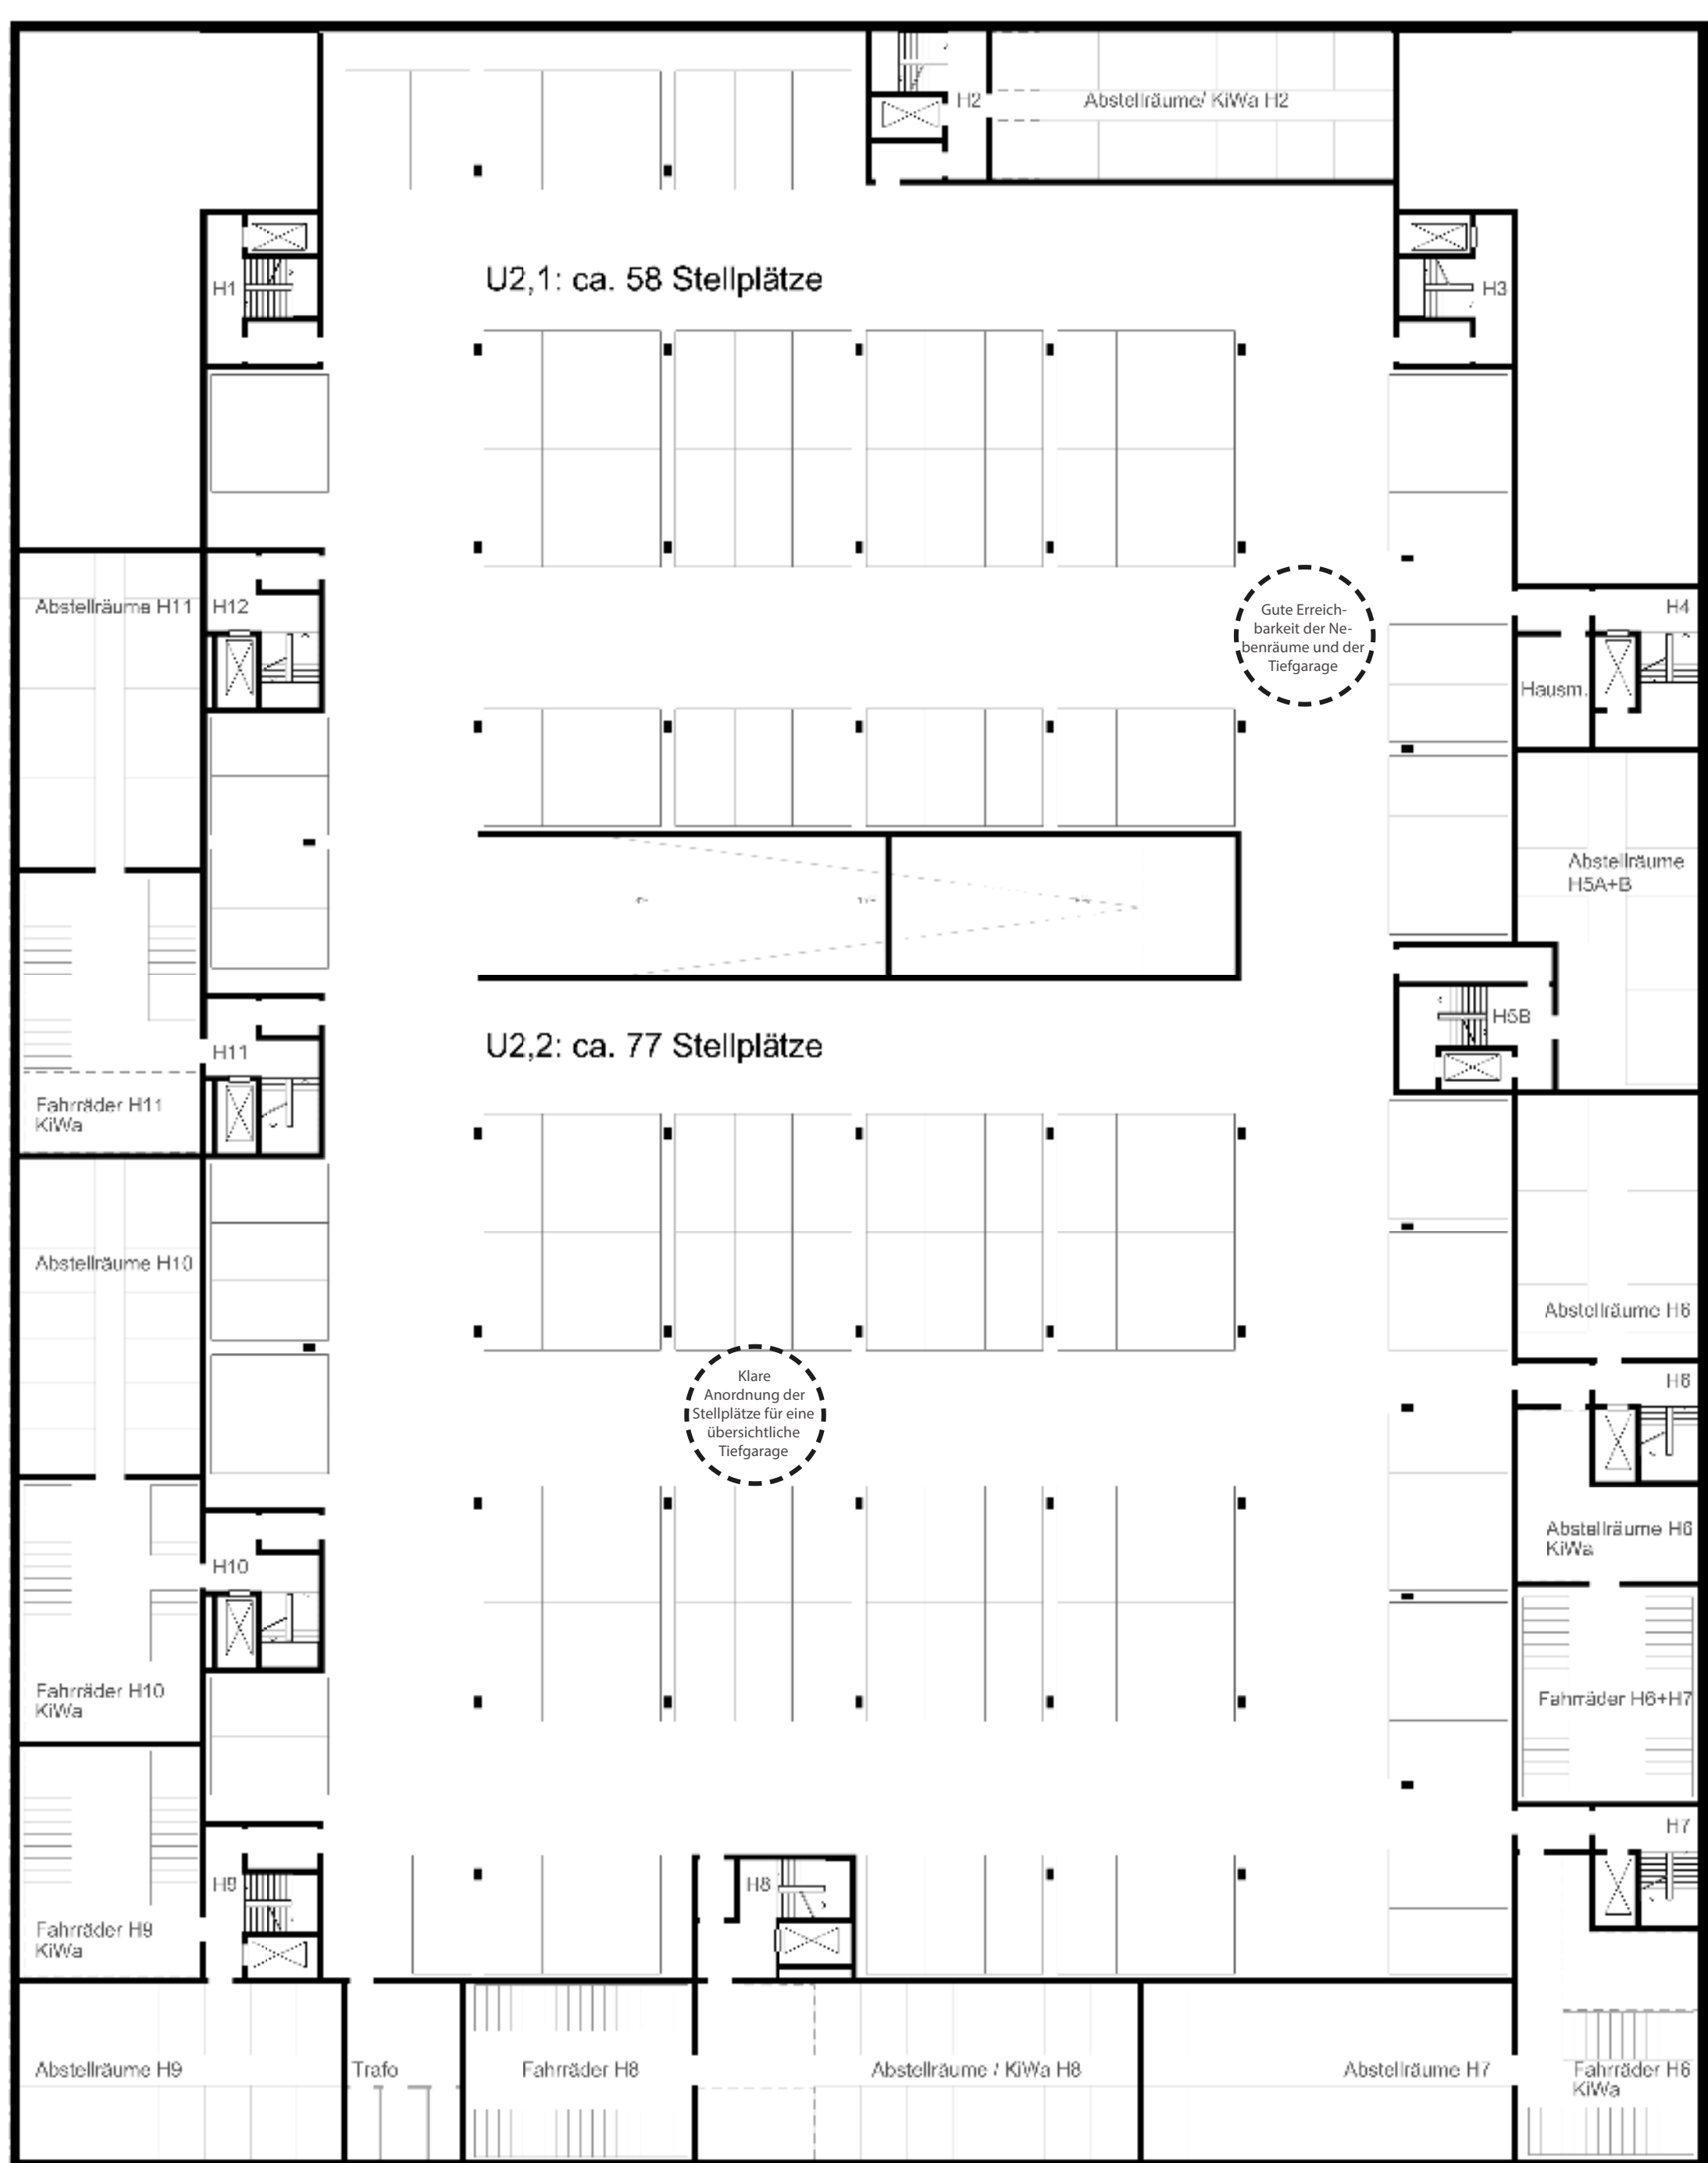 H2
Abstellräume/ KiWa H2
U2,1: ca. 58 Stellplätze
H1
H3
Abstellräume H11
H12
Gute Erreich-
barkeit der Ne-
benräume und der
Tiefgarage
H4
Hausm.
Abstellräume
H5A+B
H5B
U2,2: ca. 77 Stellplätze
H11
Fahrräder H11
KiWa
Abstellräume H10
Abstellräume H6
Klare
Anordnung der
Stellplätze für eine
übersichtliche
Tiefgarage
H6
Abstellräume H6
KiWa
H10
Fahrräder H10
KiWa
Fahrräder H6+H7
H7
H9
H8
Fahrräder H9
KiWa
Abstellräume H9
Trafo
Fahrräder H8
Abstellräume / KiWa H8
Abstellräume H7
Fahrräder H6
KiWa